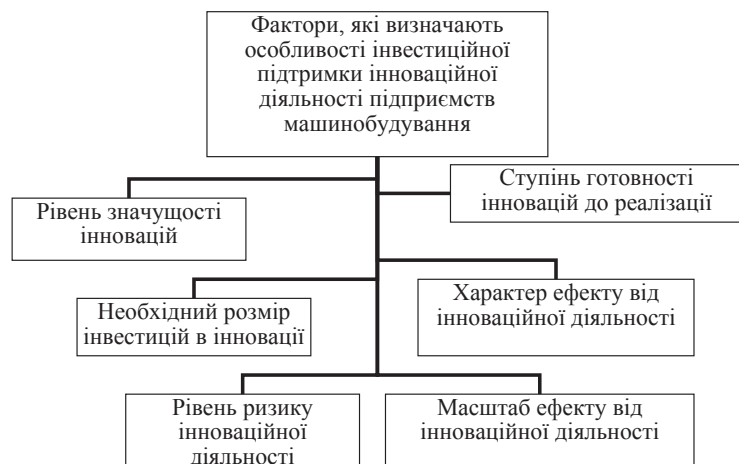 Фактори, які визначають
особливості інвестиційної
підтримки інноваційної
діяльності підприємств
машинобудування
Ступінь готовності
інновацій до реалізації
Рівень значущості
інновацій
Характер ефекту від
інноваційної діяльності
Необхідний розмір
інвестицій в інновації
Рівень ризику
інноваційної
діяльності
Масштаб ефекту від
інноваційної діяльності